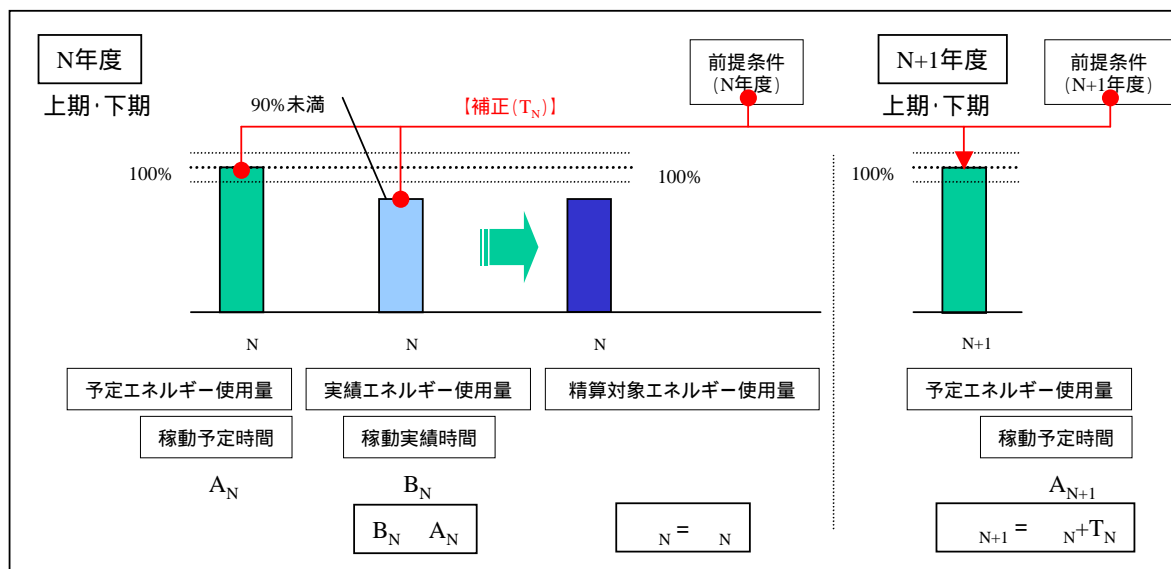 N年度
上期･下期
90%未満
【補正(TN)】
前提条件
(N年度)
N+1年度
上期･下期
前提条件
(N+1年度)
100%
100%
100%
N
N
N
N+1
予定エネルギー使用量
実績エネルギー使用量
精算対象エネルギー使用量
予定エネルギー使用量
稼動予定時間
稼動実績時間
稼動予定時間
AN
BN
AN+1
BN AN
N = N
N+1 = N+TN